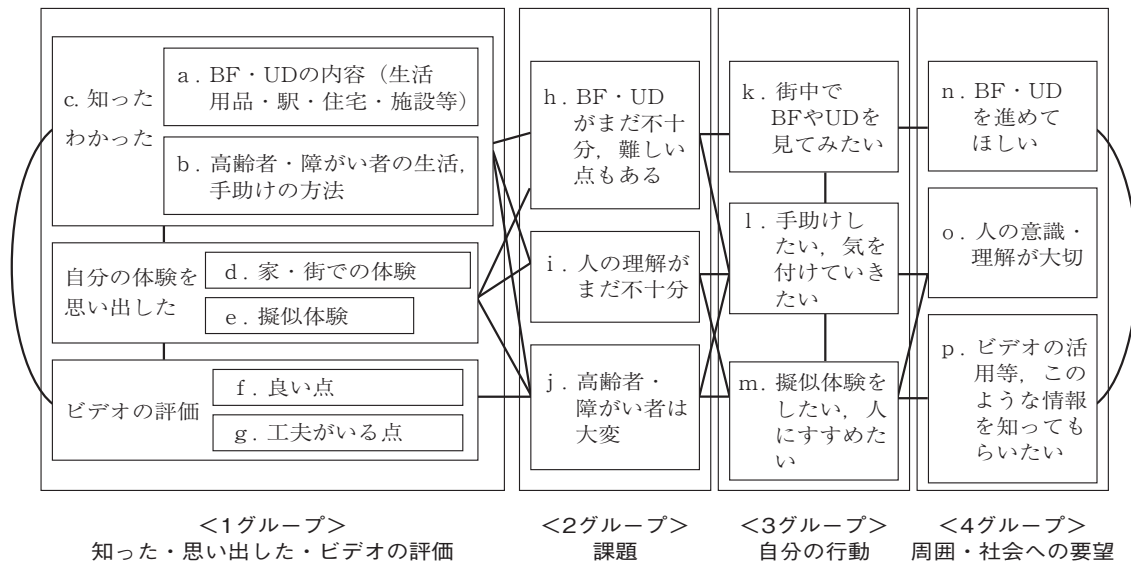 c. 知った
わかった
a. BF・UDの内容（生活
用品・駅・住宅・施設等）
b. 高齢者・障がい者の生活，
手助けの方法
自分の体験を
思い出した
d. 家・街での体験
e. 擬似体験
ビデオの評価
f. 良い点
g. 工夫がいる点
h. BF・UD
がまだ不十
分，難しい
点もある
i. 人の理解が
まだ不十分
j. 高齢者・
障がい者は
大変
k. 街中で
BFやUDを
見てみたい
l. 手助けし
たい，気を
付けていき
たい
m. 擬似体験を
したい，人
にすすめた
い
n. BF・UD
を進めて
ほしい
o. 人の意識・
理解が大切
p. ビデオの活
用等，この
ような情報
を知っても
らいたい
＜1グループ＞
知った・思い出した・ビデオの評価
＜2グループ＞
課題
＜3グループ＞
自分の行動
＜4グループ＞
周囲・社会への要望